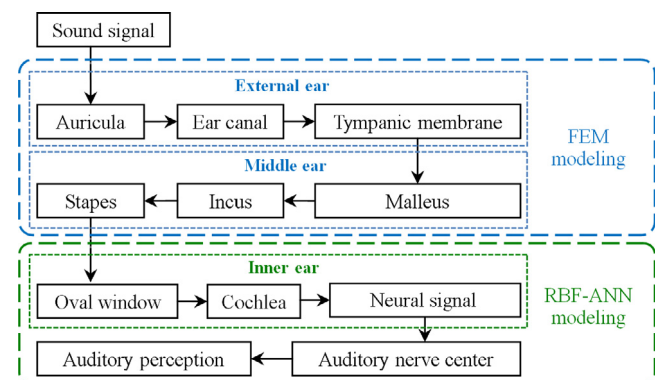 Sound signal
External ear
Auricula
Ear canal
Tympanic membrane
FEM
modeling
Middle ear
Stapes
Incus
Malleus
Inner ear
Oval window
Cochlea
Neural signal
RBF-ANN
modeling
Auditory perception
Auditory nerve center